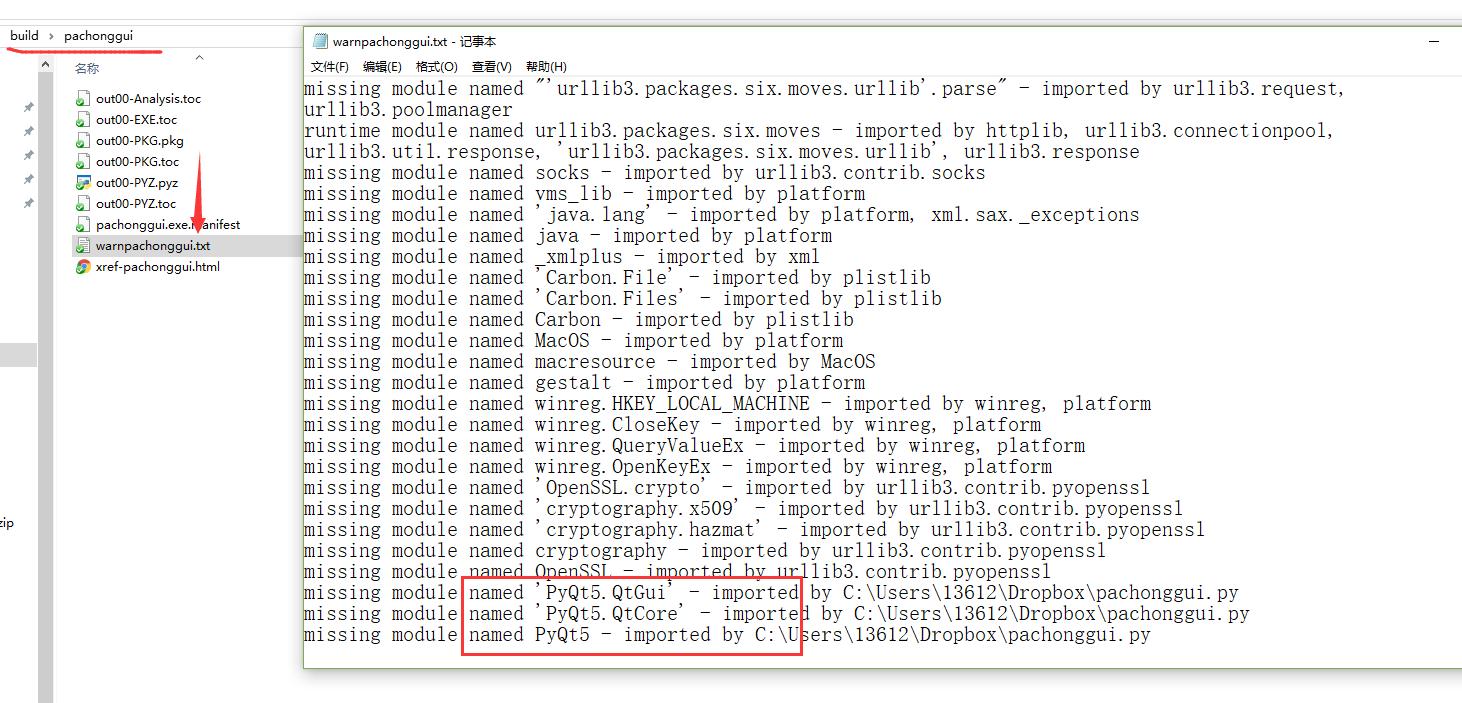 build > pachonggui
名称
out00-Analysis.toc
out00-EXE.toc
out00-PKG.pkg
out00-PKG.toc
out00-PYZ.pyz
out00-PYZ.toc
pachonggui.exe.manifest
warnpachonggui.txt
xref-pachonggui.html
zip
warnpachonggui.txt - 记事本
文件(F) 编辑(E) 格式(O) 查看(V) 帮助(H)
missing module named "'urllib3.packages.six.moves.urllib'.parse" - imported by urllib3.request,
urllib3.poolmanager
runtime module named urllib3.packages.six.moves - imported by httplib, urllib3.connectionpool,
urllib3.util.response, 'urllib3.packages.six.moves.urllib', urllib3.response
missing module named socks - imported by urllib3.contrib.socks
missing module named vms_lib - imported by platform
missing module named 'java.lang' - imported by platform, xml.sax._exceptions
missing module named java - imported by platform
missing module named _xmlplus - imported by xml
missing module named 'Carbon.File' - imported by plistlib
missing module named 'Carbon.Files' - imported by plistlib
missing module named Carbon - imported by plistlib
missing module named MacOS - imported by platform
missing module named macresource - imported by MacOS
missing module named gestalt - imported by platform
missing module named winreg.HKEY_LOCAL_MACHINE - imported by winreg, platform
missing module named winreg.CloseKey - imported by winreg, platform
missing module named winreg.QueryValueEx - imported by winreg, platform
missing module named winreg.OpenKeyEx - imported by winreg, platform
missing module named 'OpenSSL.crypto' - imported by urllib3.contrib.pyopenssl
missing module named 'cryptography.x509' - imported by urllib3.contrib.pyopenssl
missing module named 'cryptography.hazmat' - imported by urllib3.contrib.pyopenssl
missing module named cryptography - imported by urllib3.contrib.pyopenssl
missing module named OpenSSL - imported by urllib3.contrib.pyopenssl
missing module named 'PyQt5.QtGui' - imported by C:\Users\13612\Dropbox\pachonggui.py
missing module named 'PyQt5.QtCore' - imported by C:\Users\13612\Dropbox\pachonggui.py
missing module named PyQt5 - imported by C:\Users\13612\Dropbox\pachonggui.py